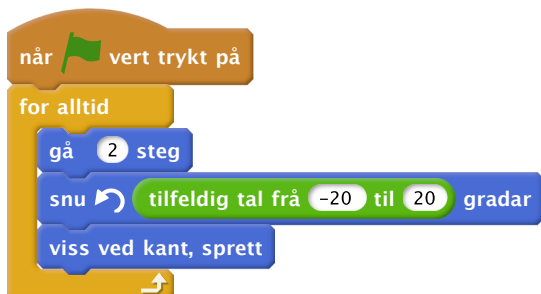 når vert trykt på
for alltid
gå 2 steg
snu tilfeldig tal frå -20 til 20 gradar
viss ved kant, sprett